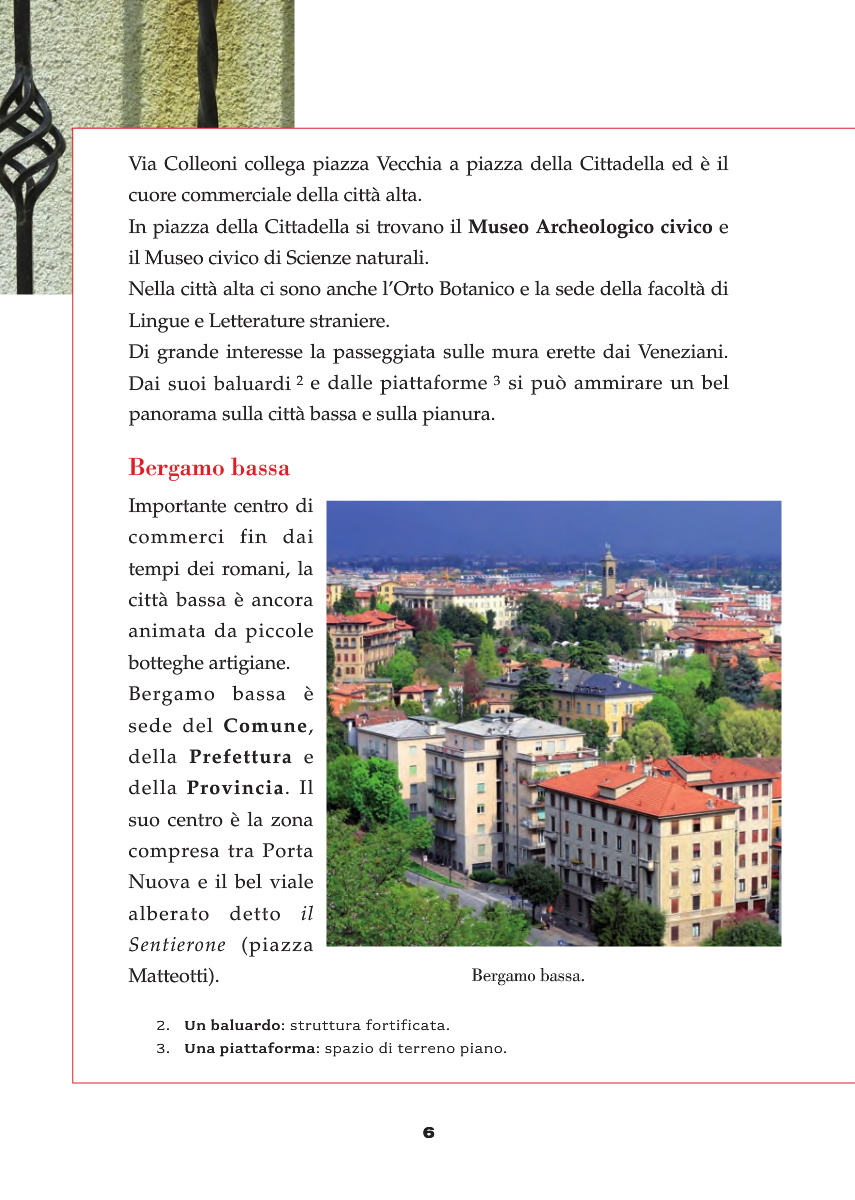 Via Colleoni collega piazza Vecchia a piazza della Cittadella ed è il
cuore commerciale della città alta.
In piazza della Cittadella si trovano il Museo Archeologico civico e
il Museo civico di Scienze naturali.
Nella città alta ci sono anche l'Orto Botanico e la sede della facoltà di
Lingue e Letterature straniere.
Di grande interesse la passeggiata sulle mura erette dai Veneziani.
Dai suoi baluardi 2 e dalle piattaforme 3 si può ammirare un bel
panorama sulla città bassa e sulla pianura.
Bergamo bassa
Importante centro di
commerci fin dai
tempi dei romani, la
città bassa è ancora
animata da piccole
botteghe artigiane.
Bergamo bassa è
sede del Comune,
della Prefettura e
della Provincia. Il
suo centro è la zona
compresa tra Porta
Nuova e il bel viale
alberato detto il
Sentierone (piazza
Matteotti).
Bergamo bassa.
2. Un baluardo: struttura fortificata.
3. Una piattaforma: spazio di terreno piano.
6